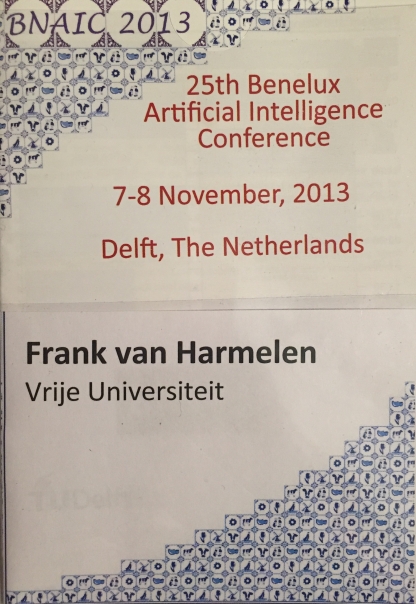 BNAIC 2013
25th Benelux
Artificial Intelligence
Conference
7-8 November, 2013
Delft, The Netherlands
Frank van Harmelen
Vrije Universiteit